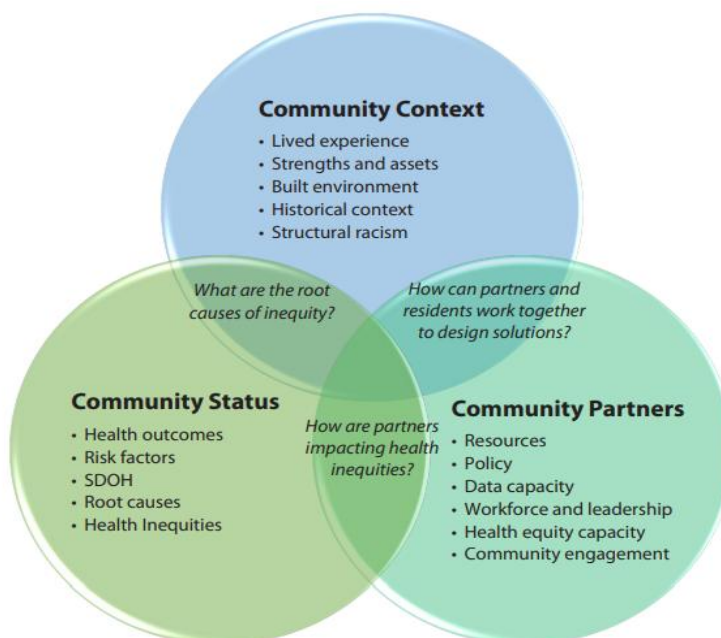 Community Context
• Lived experience
• Strengths and assets
• Built environment
• Historical context
• Structural racism
What are the root
causes of inequity?
How can partners and
residents work together
to design solutions?
Community Status
• Health outcomes
• Risk factors
• SDOH
• Root causes
• Health Inequities
How are partners
impacting health
inequities?
Community Partners
• Resources
• Policy
• Data capacity
• Workforce and leadership
• Health equity capacity
• Community engagement